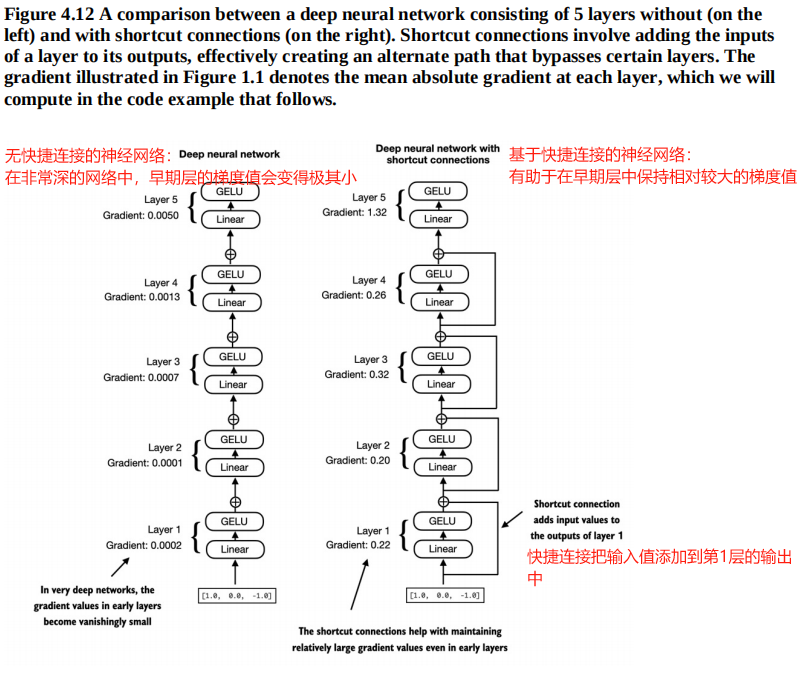 Figure 4.12 A comparison between a deep neural network consisting of 5 layers without (on the
left) and with shortcut connections (on the right). Shortcut connections involve adding the inputs
of a layer to its outputs, effectively creating an alternate path that bypasses certain layers. The
gradient illustrated in Figure 1.1 denotes the mean absolute gradient at each layer, which we will
compute in the code example that follows.
无快捷连接的神经网络：
在非常深的网络中，早期层的梯度值会变得极其小
Deep neural network
GELU
Linear
Layer 5
Gradient: 0.0050
GELU
Linear
Layer 4
Gradient: 0.0013
GELU
Linear
Layer 3
Gradient: 0.0007
GELU
Linear
Layer 2
Gradient: 0.0001
GELU
Linear
Layer 1
Gradient: 0.0002
[1.0, 0.0, -1.0]
In very deep networks, the
gradient values in early layers
become vanishingly small
Deep neural network with
shortcut connections
基于快捷连接的神经网络：
有助于在早期层中保持相对较大的梯度值
GELU
Linear
Layer 5
Gradient: 1.32
GELU
Linear
Layer 4
Gradient: 0.26
GELU
Linear
Layer 3
Gradient: 0.32
GELU
Linear
Layer 2
Gradient: 0.20
GELU
Linear
Layer 1
Gradient: 0.22
[1.0, 0.0, -1.0]
Shortcut connection
adds input values to
the outputs of layer 1
快捷连接把输入值添加到第1层的输出
中
The shortcut connections help with maintaining
relatively large gradient values even in early layers